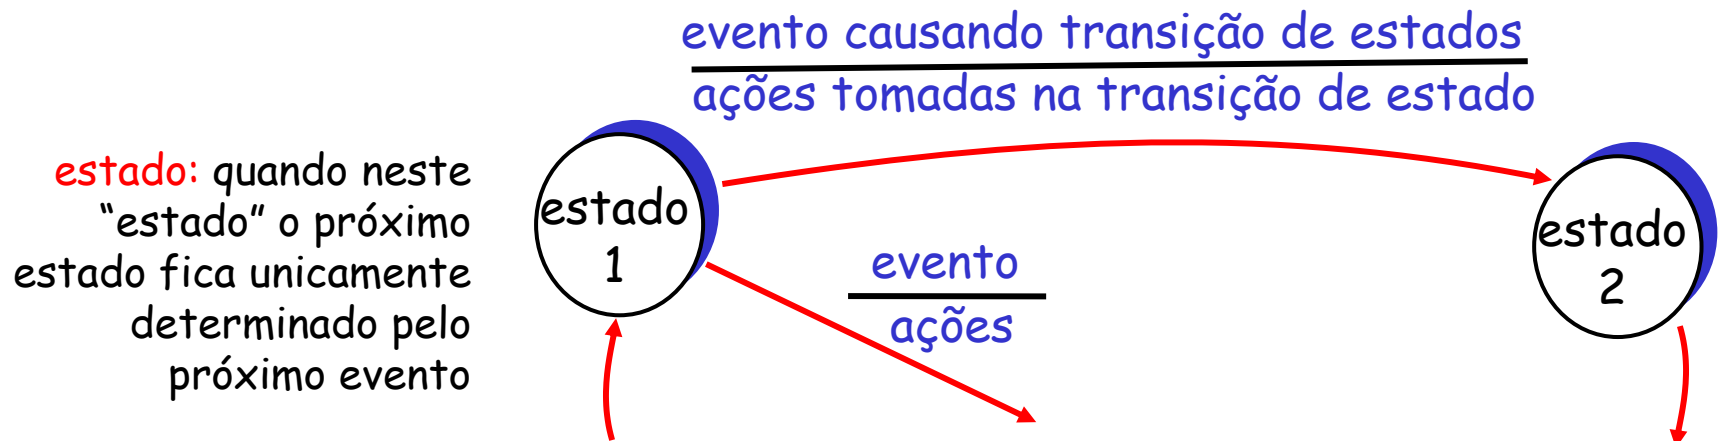 evento causando transição de estados
ações tomadas na transição de estado
estado: quando neste
“estado” o próximo
estado fica unicamente
determinado pelo
próximo evento
estado
1
evento
ações
estado
2